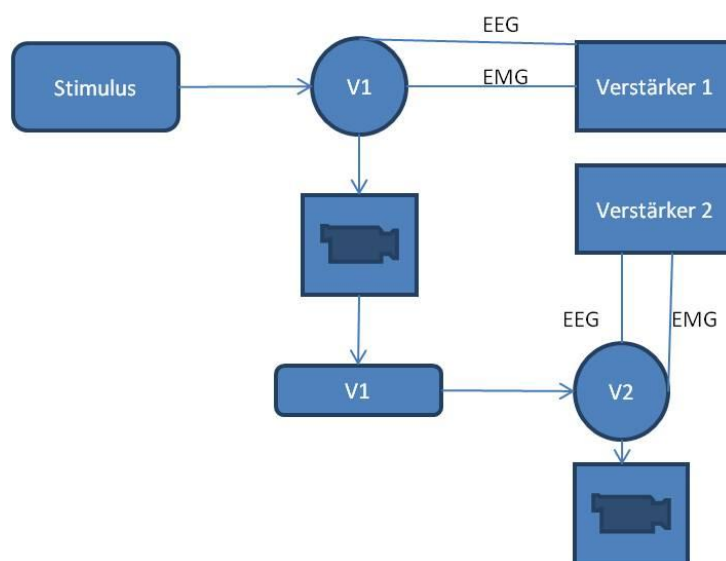 EEG
Stimulus
V1
EMG
Verstärker 1
Verstärker 2
EEG
EMG
V1
V2